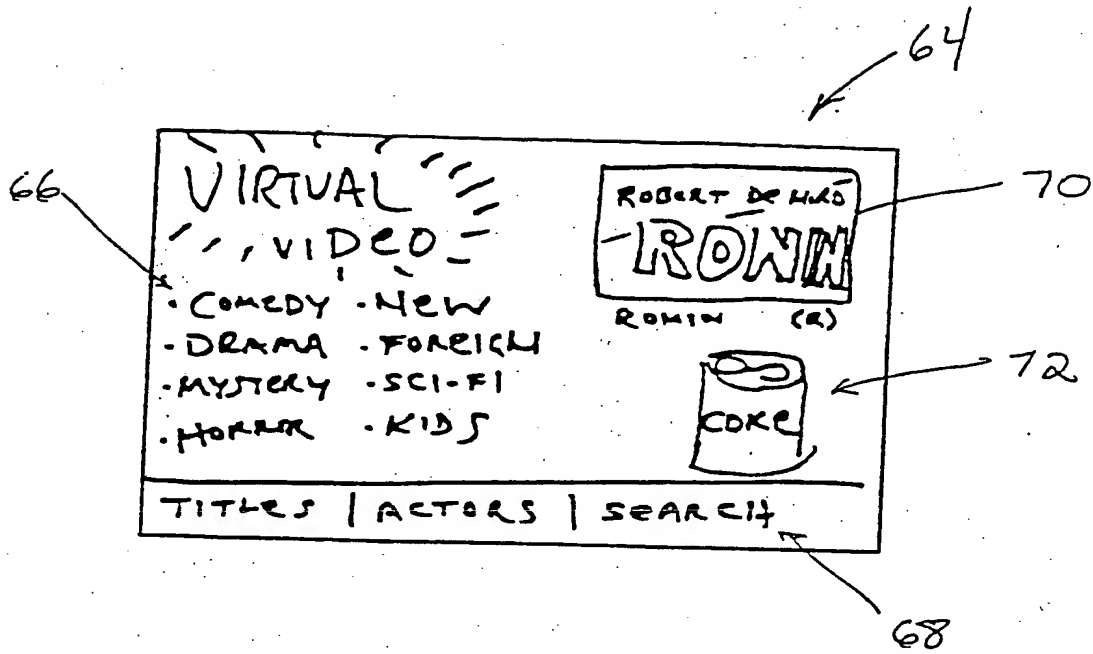 64
66
VIRTUAL
VIDEO
· COMEDY · NEW
· DRAMA · FOREIGN
· MYSTERY · SCI-FI
· HORROR · KIDS
ROBERT DE NIRO
RONIN
70
RONIN (R)
COKE
72
TITLES | ACTORS | SEARCH
68